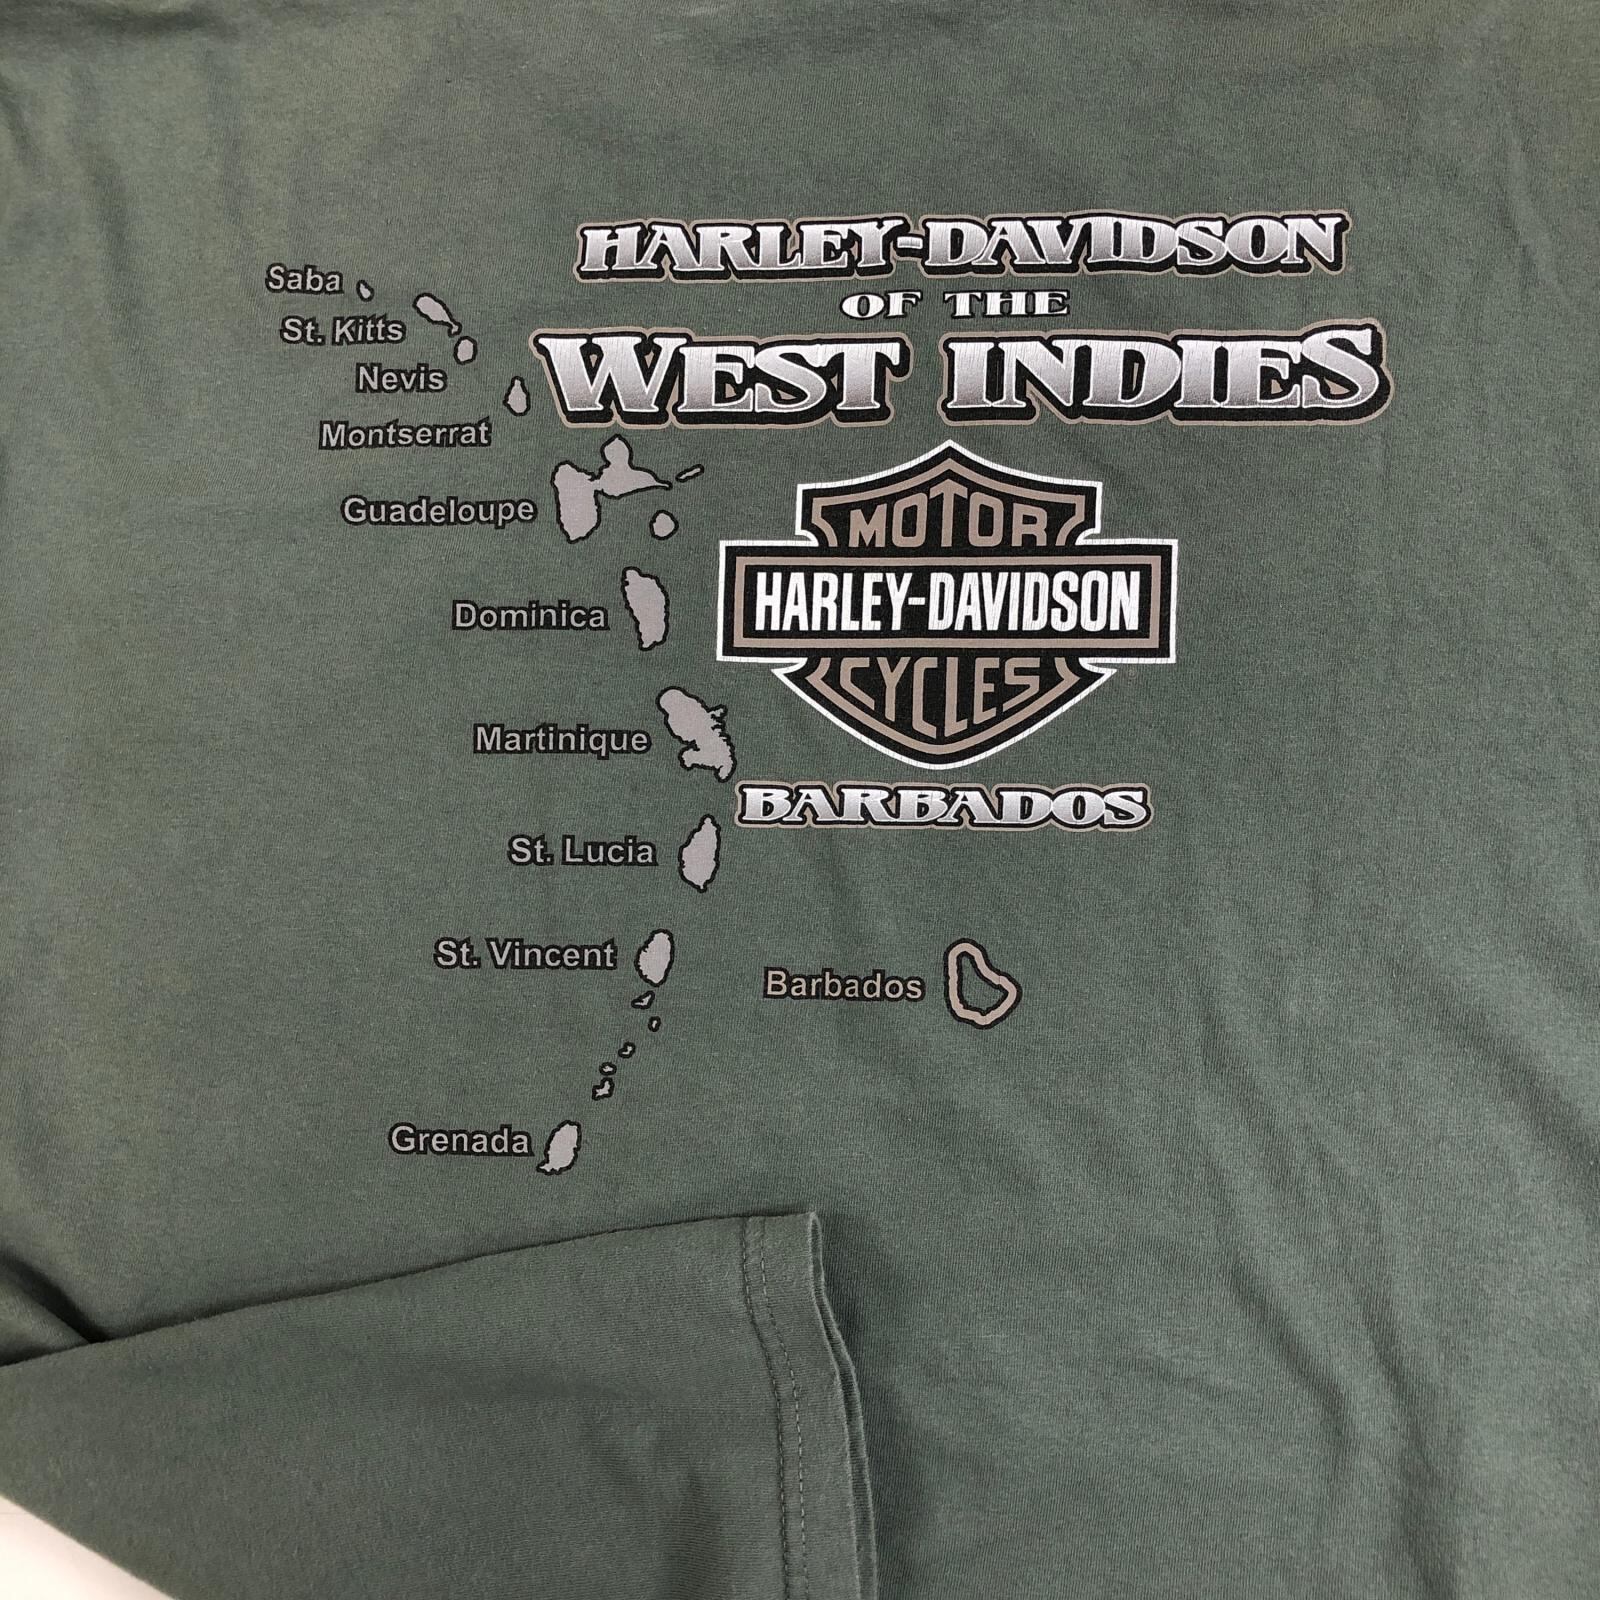 HARLEY-DAVIDSON
OF THE
WEST INDIES
Saba
St. Kitts
Nevis
Montserrat
Guadeloupe
Dominica
Martinique
St. Lucia
St. Vincent
Grenada
MOTOR
HARLEY-DAVIDSON
CYCLES
BARBADOS
Barbados